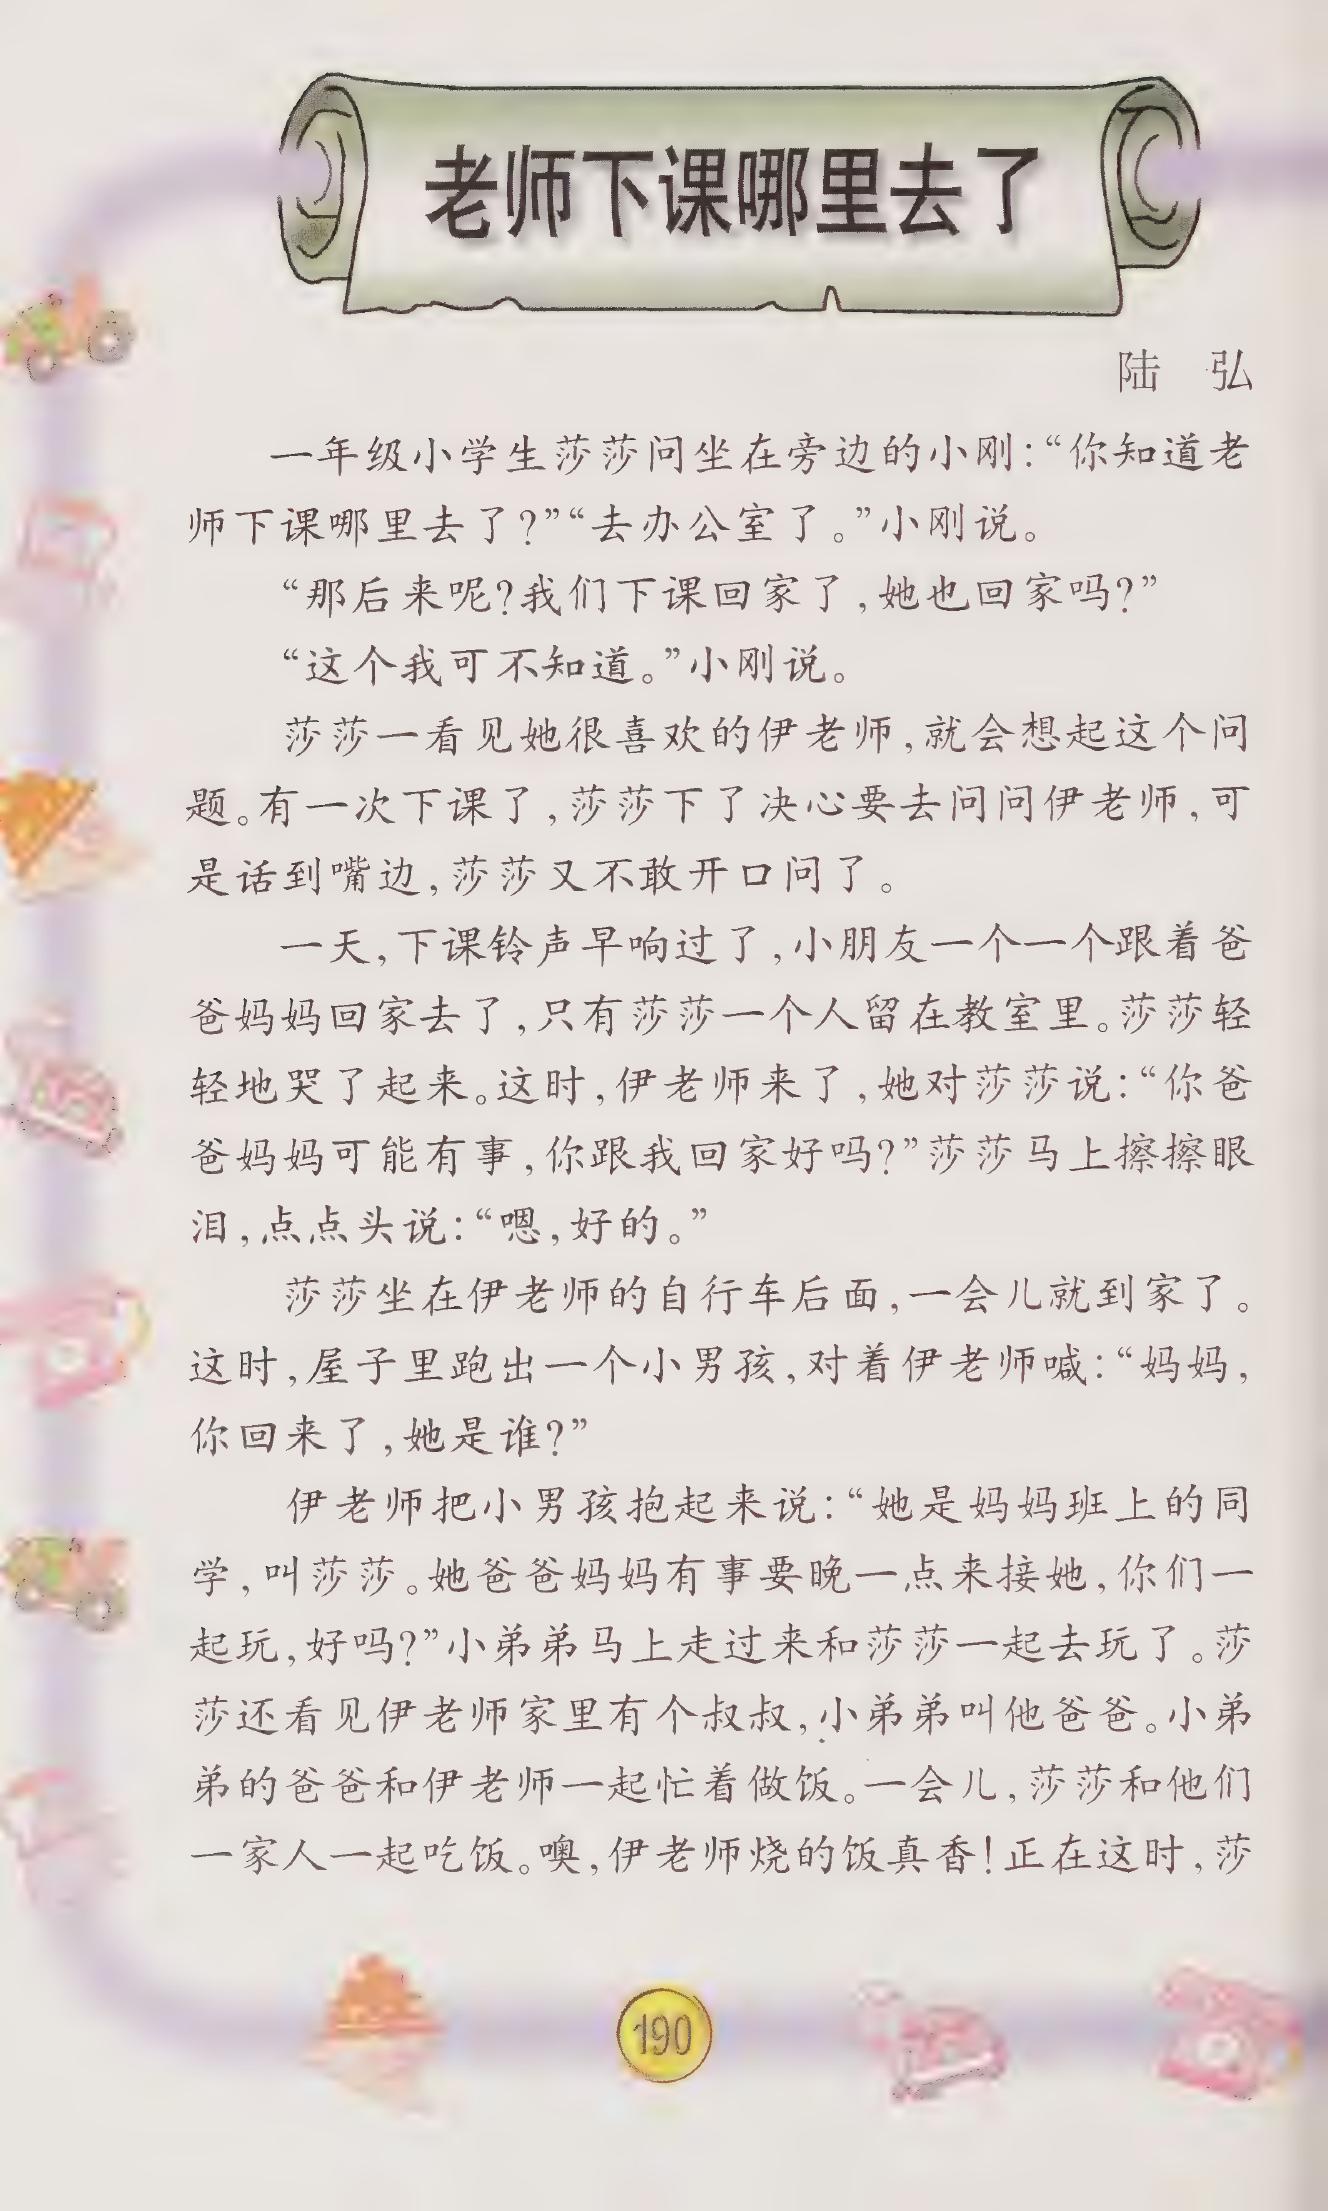 老师下课哪里去了
陆 弘
一年级小学生莎莎问坐在旁边的小刚：“你知道老
师下课哪里去了？”“去办公室了。”小刚说。
“那后来呢？我们下课回家了，她也回家吗？”
“这个我可不知道。”小刚说。
莎莎一看见她很喜欢的伊老师，就会想起这个问
题。有一次下课了，莎莎下了决心要去问问伊老师，可
是话到嘴边，莎莎又不敢开口问了。
一天，下课铃声早响过了，小朋友一个一个跟着爸
爸妈妈回家去了，只有莎莎一个人留在教室里。莎莎轻
轻地哭了起来。这时，伊老师来了，她对莎莎说：“你爸
爸妈妈可能有事，你跟我回家好吗？”莎莎马上擦擦眼
泪，点点头说：“嗯，好的。”
莎莎坐在伊老师的自行车后面，一会儿就到家了。
这时，屋子里跑出一个小男孩，对着伊老师喊：“妈妈，
你回来了，她是谁？”
伊老师把小男孩抱起来说：“她是妈妈班上的同
学，叫莎莎。她爸爸妈妈有事要晚一点来接她，你们一
起玩，好吗？”小弟弟马上走过来和莎莎一起去玩了。莎
莎还看见伊老师家里有个叔叔，小弟弟叫他爸爸。小弟
弟的爸爸和伊老师一起忙着做饭。一会儿，莎莎和他们
一家人一起吃饭。噢，伊老师烧的饭真香！正在这时，莎
190